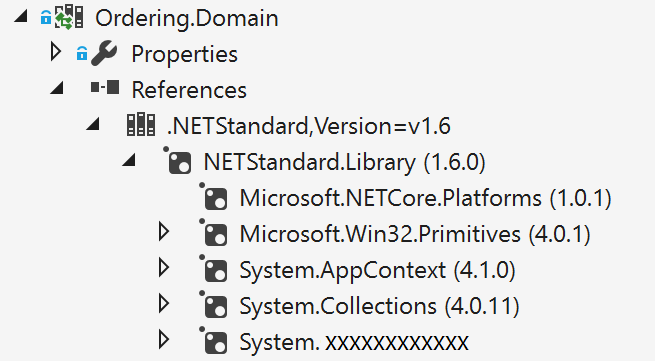 Ordering.Domain
Properties
References
.NETStandard,Version=v1.6
NETStandard.Library (1.6.0)
Microsoft.NETCore.Platforms (1.0.1)
Microsoft.Win32.Primitives (4.0.1)
System.AppContext (4.1.0)
System.Collections (4.0.11)
System. xxxxxxxxxxxx